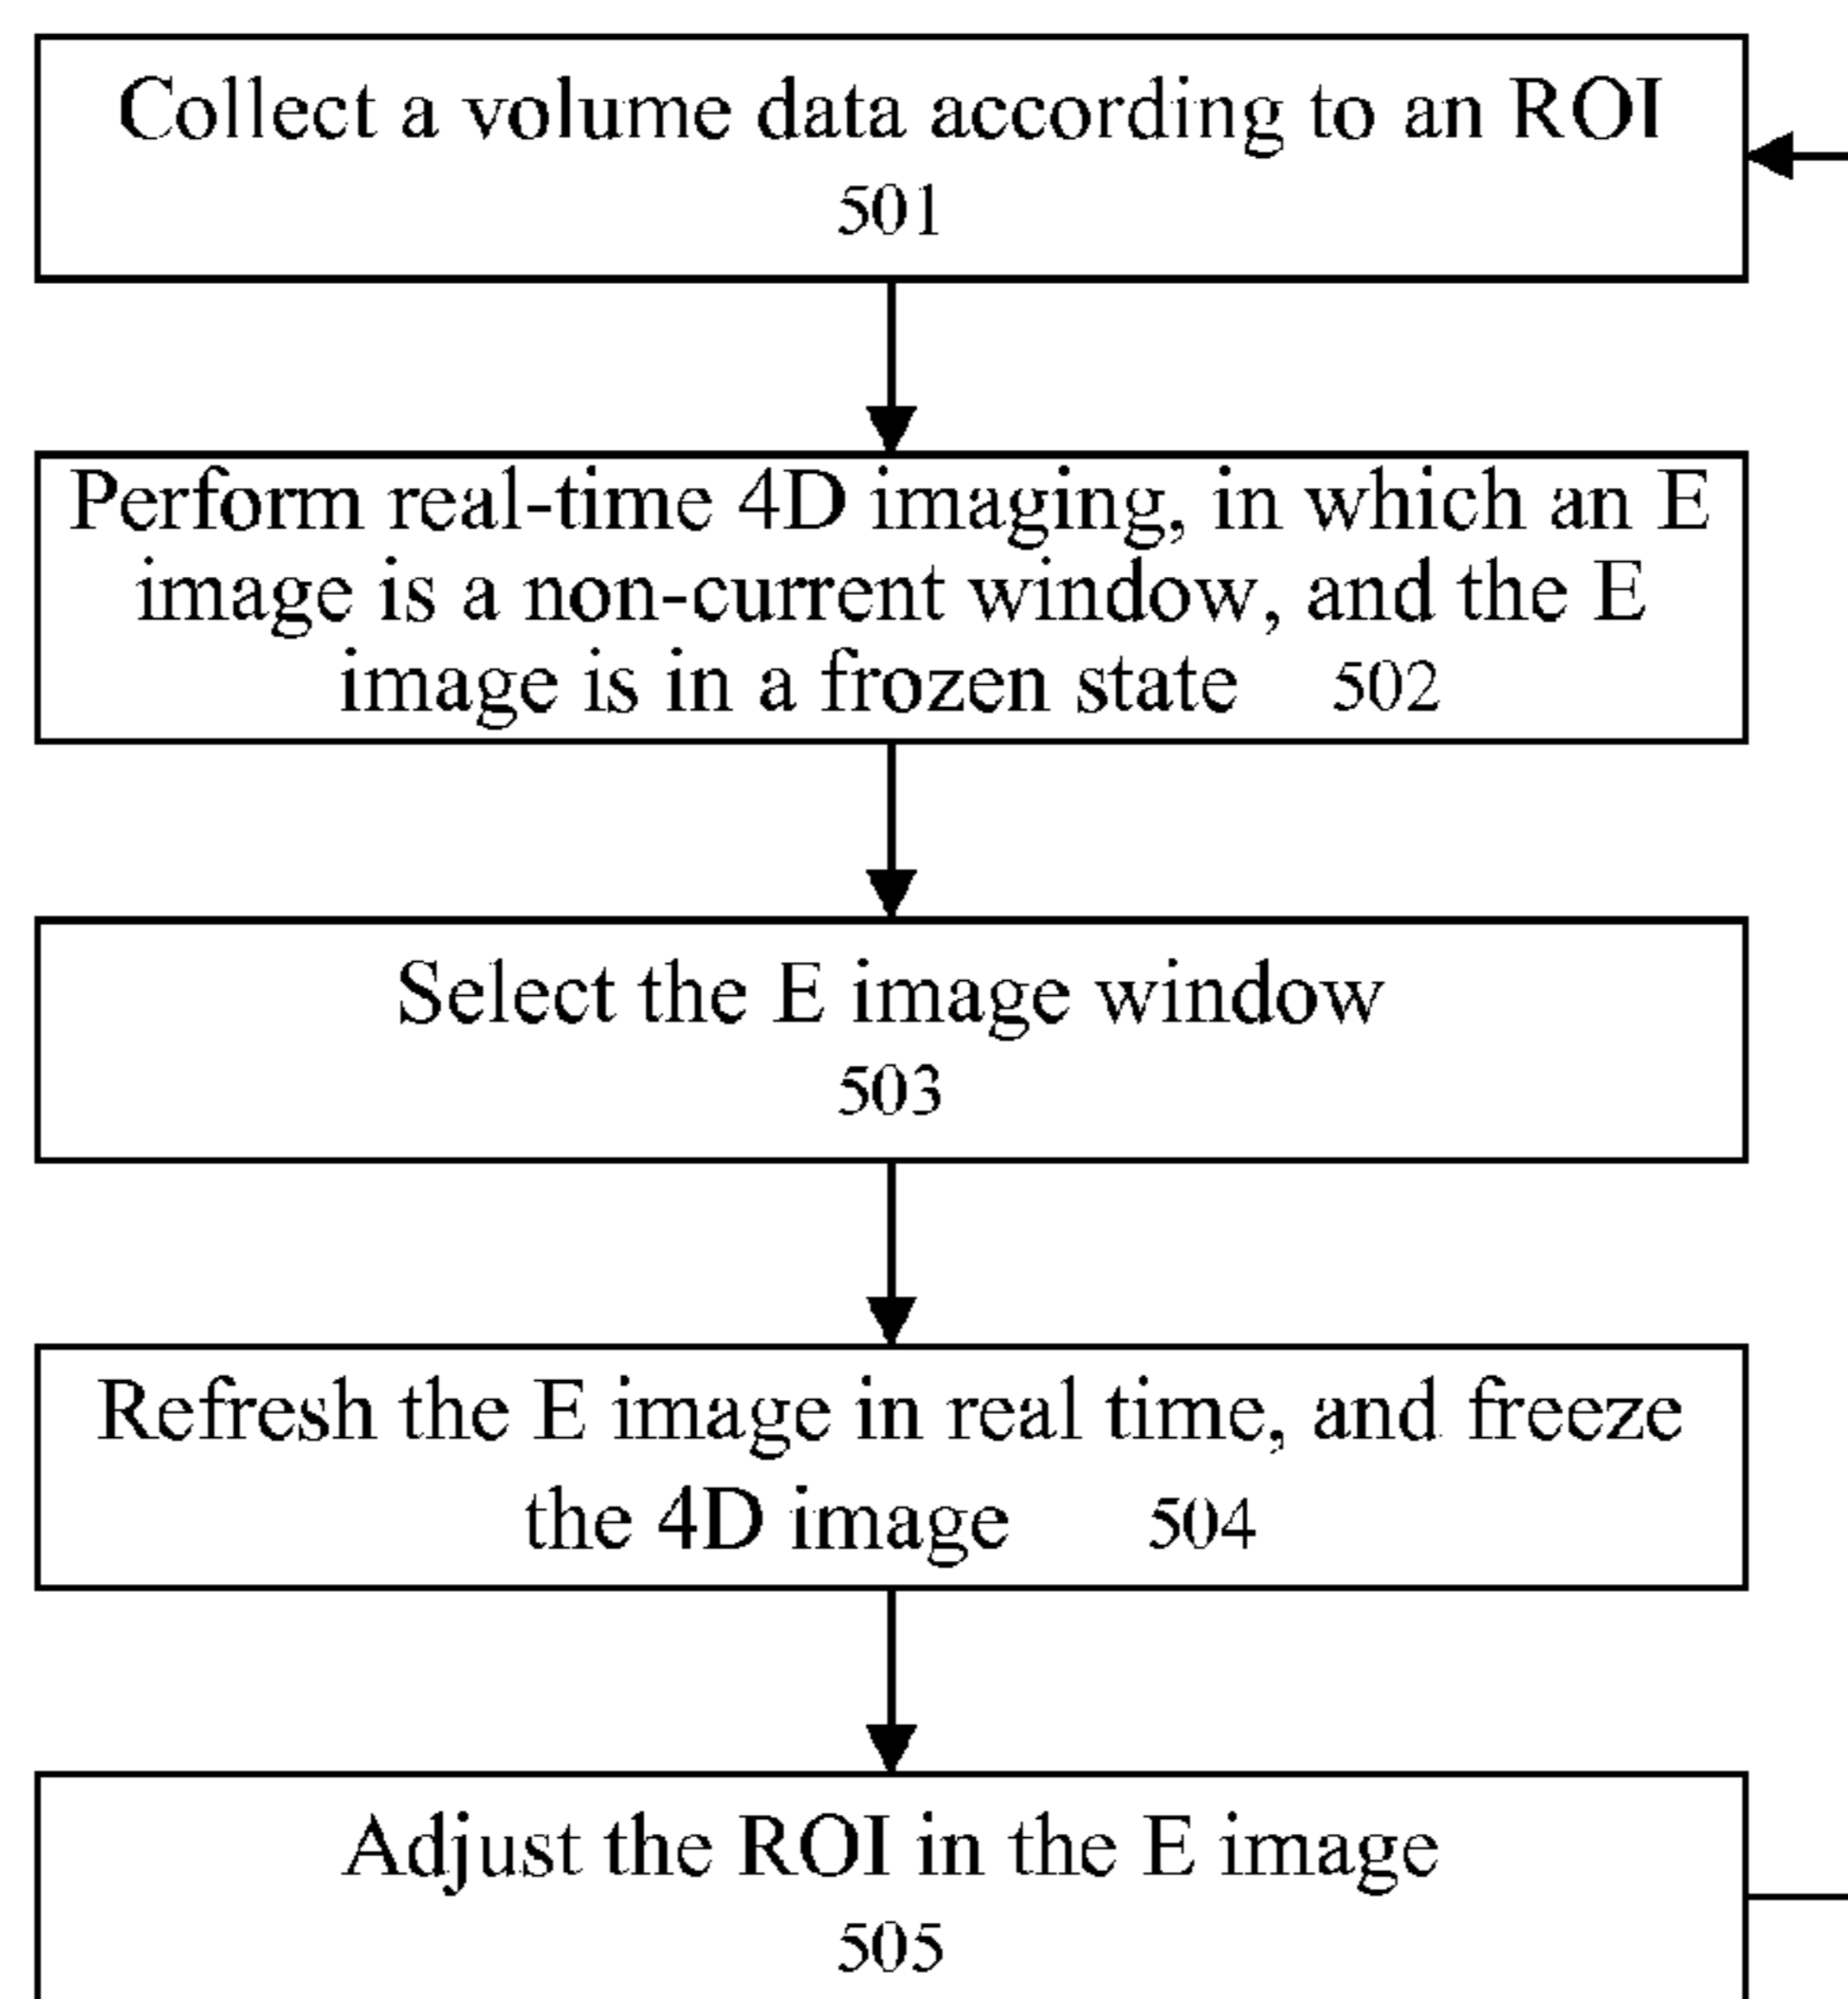 Collect a volume data according to an ROI
501
Perform real-time 4D imaging, in which an E
image is a non-current window, and the E
image is in a frozen state 502
Select the E image window
503
Refresh the E image in real time, and freeze
the 4D image 504
Adjust the ROI in the E image
505